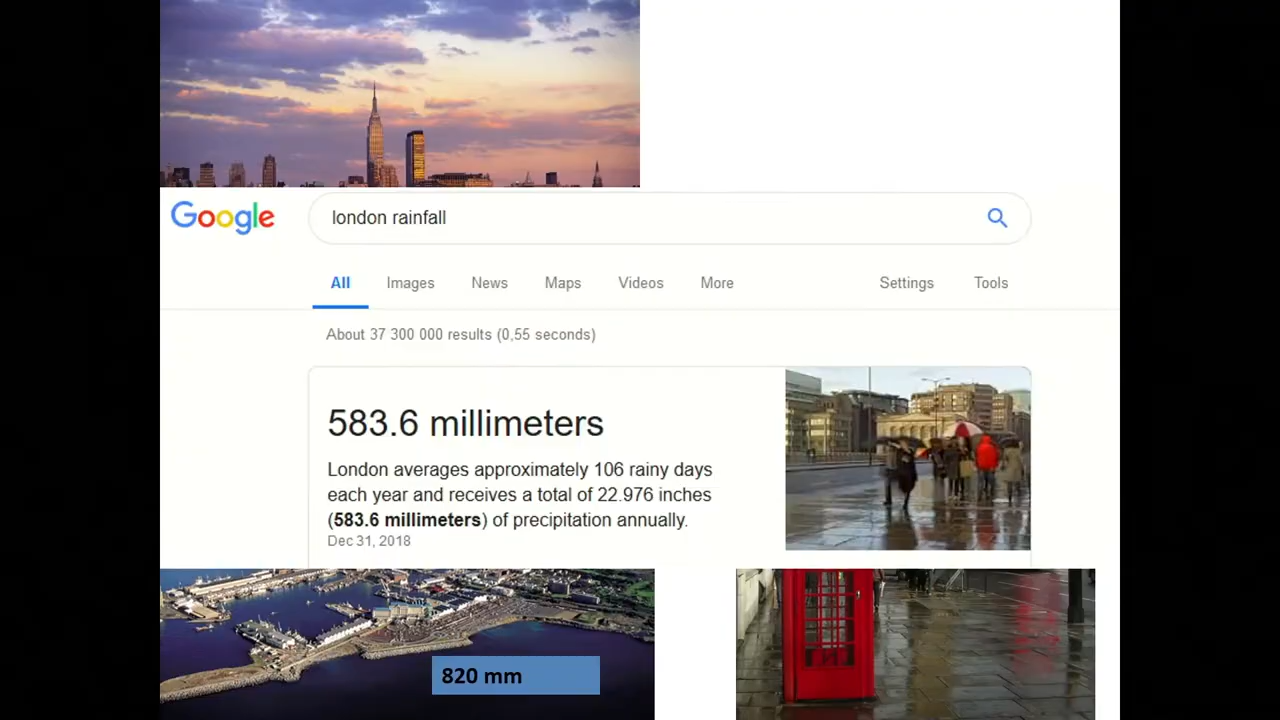 Google
london rainfall
All Images News Maps Videos More Settings Tools
About 37 300 000 results (0,55 seconds)
583.6 millimeters
London averages approximately 106 rainy days
each year and receives a total of 22.976 inches
(583.6 millimeters) of precipitation annually.
Dec 31, 2018
820 mm